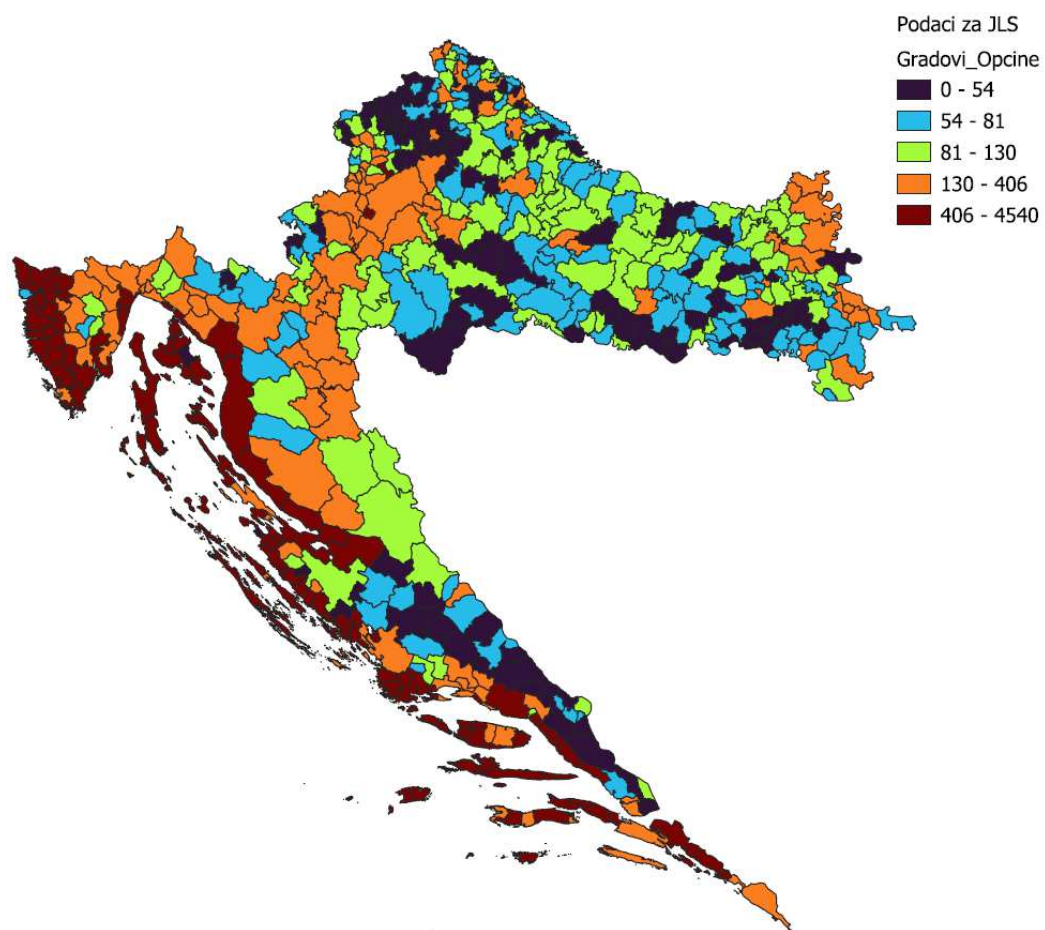 Podaci za JLS
Gradovi_Opcine
0 - 54
54 - 81
81 - 130
130 - 406
406 - 4540